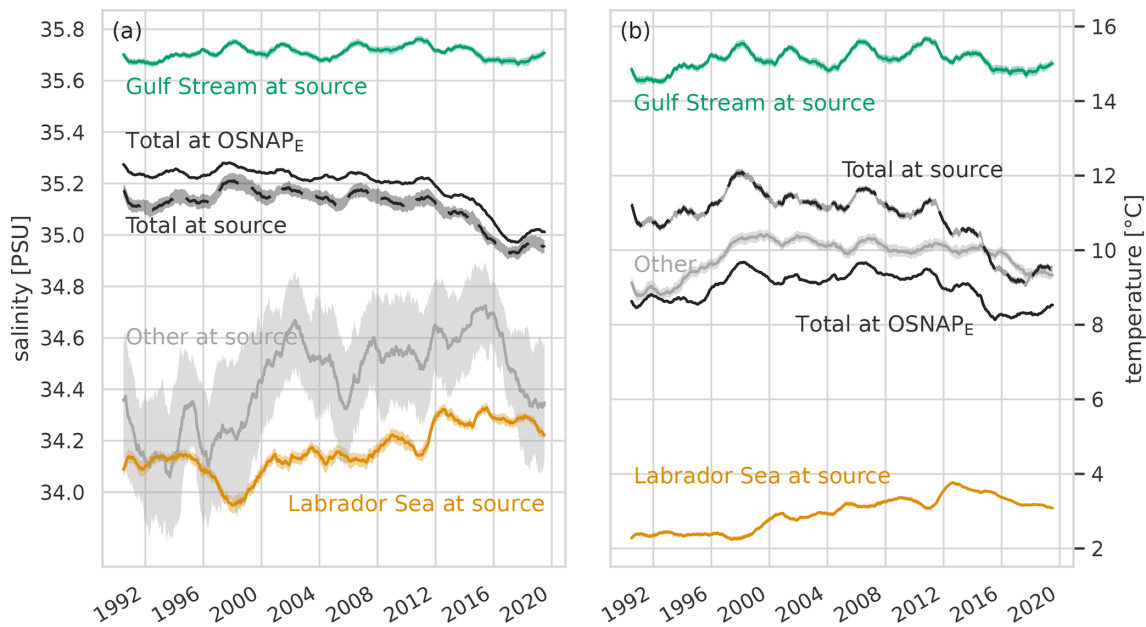 (a)
35.8
35.6
35.4
35.2
35.0
34.8
34.6
34.4
34.2
34.0
salinity [PSU]
Gulf Stream at source
Total at OSNAP_E
Total at source
Other at source
Labrador Sea at source
1992 1996 2000 2004 2008 2012 2016 2020
(b)
16
14
12
10
8
6
4
2
temperature [°C]
Gulf Stream at source
Total at source
Other
Total at OSNAP_E
Labrador Sea at source
1992 1996 2000 2004 2008 2012 2016 2020